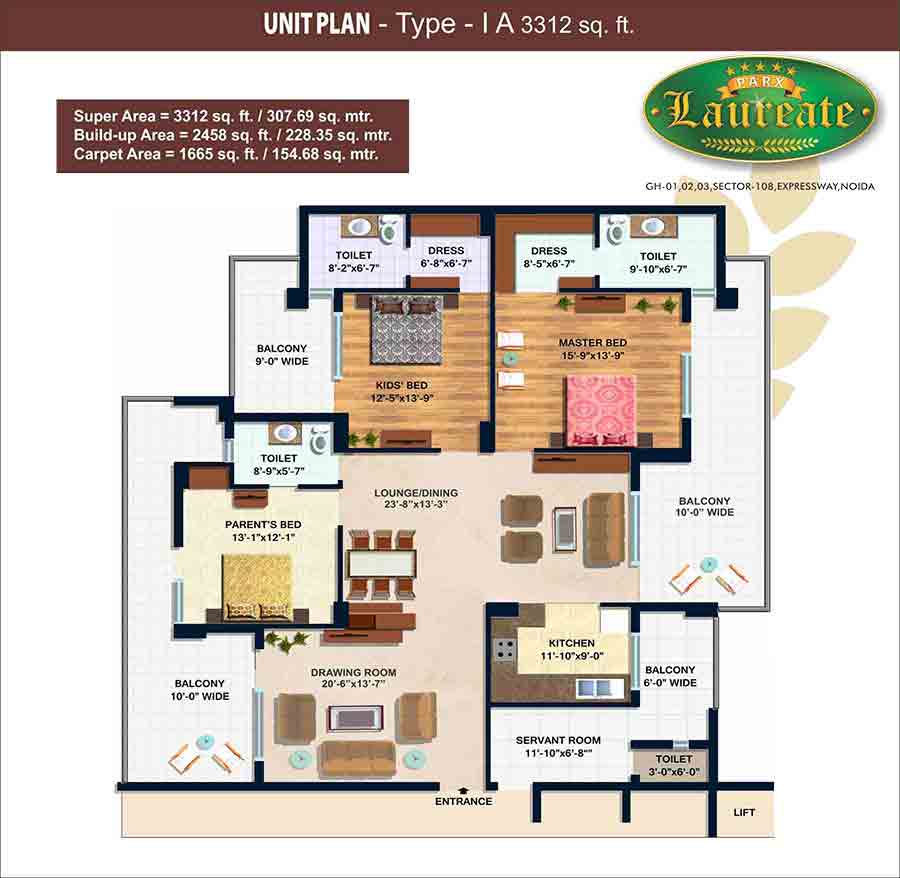 UNIT PLAN - Type - I A 3312 sq. ft.
Super Area = 3312 sq. ft. / 307.69 sq. mtr.
Build-up Area = 2458 sq. ft. / 228.35 sq. mtr.
Carpet Area = 1665 sq. ft. / 154.68 sq. mtr.
PARX
Laureate
GH-01,02,03,SECTOR-108,EXPRESSWAY,NOIDA
TOILET
8'-2"x6'-7"
DRESS
6'-8"x6'-7"
DRESS
8'-5"x6'-7"
TOILET
9'-10"x6'-7"
BALCONY
9'-0" WIDE
KIDS' BED
12'-5"x13'-9"
MASTER BED
15'-9"x13'-9"
TOILET
8'-9"x5'-7"
LOUNGE/DINING
23'-8"x13'-3"
BALCONY
10'-0" WIDE
PARENT'S BED
13'-1"x12'-1"
KITCHEN
11'-10"x9'-0"
DRAWING ROOM
20'-6"x13'-7"
BALCONY
6'-0" WIDE
BALCONY
10'-0" WIDE
SERVANT ROOM
11'-10"x6'-8""
TOILET
3'-0"x6'-0"
ENTRANCE
LIFT